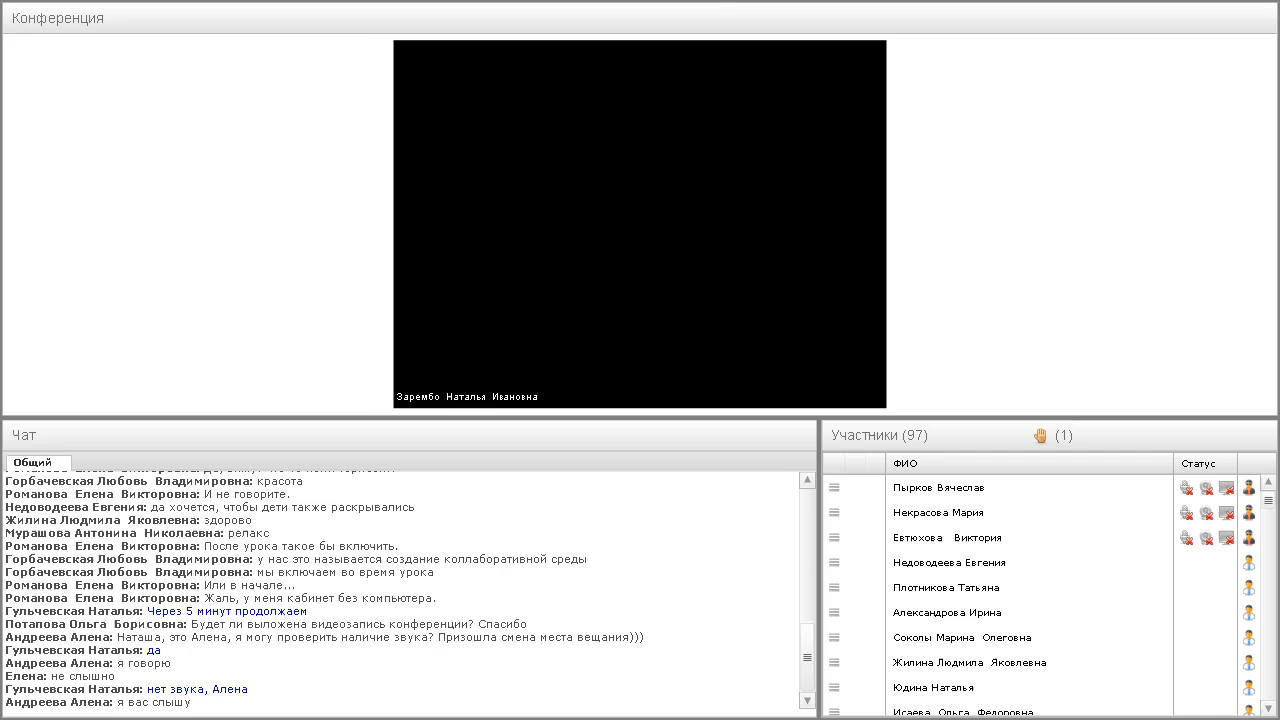 Конференция
Зарембо Наталья Ивановна
Чат
Общий
Горбачевская Любовь Владимировна: красота
Романова Елена Викторовна: И не говорите.
Недоводеева Евгения: да хочется, чтобы дети также раскрывались
Жилина Людмила Яковлевна: здорово
Мурашова Антонина Николаевна: релакс
Романова Елена Викторовна: После урока такое бы включить.
Горбачевская Любовь Владимировна: у нас это называется создание коллаборативной среды
Горбачевская Любовь Владимировна: мы включаем во время урока
Романова Елена Викторовна: Или в начале...
Романова Елена Викторовна: Жаль, у меня кабинет без компьютера.
Гульчевская Наталья: Через 5 минут продолжаем
Потапова Ольга Борисовна: Будет ли выложена видеозапись конференции? Спасибо
Андреева Алена: Наташа, это Алена, я могу проверить наличие звука? Призошла смена места вещания)))
Гульчевская Наталья: да
Андреева Алена: я говорю
Елена: не слышно
Гульчевская Наталья: нет звука, Алена
Андреева Алена: я Вас слышу
Участники (97)
(1)
ФИО
Статус
Пырков Вячеслав
Некрасова Мария
Евтюхова Виктория
Недоводеева Евгения
Проликова Татьяна
Александрова Ирина
Соколы Марина Олеговна
Жилина Людмила Яковлевна
Юдина Наталья
Исаева Ольга Федоровна